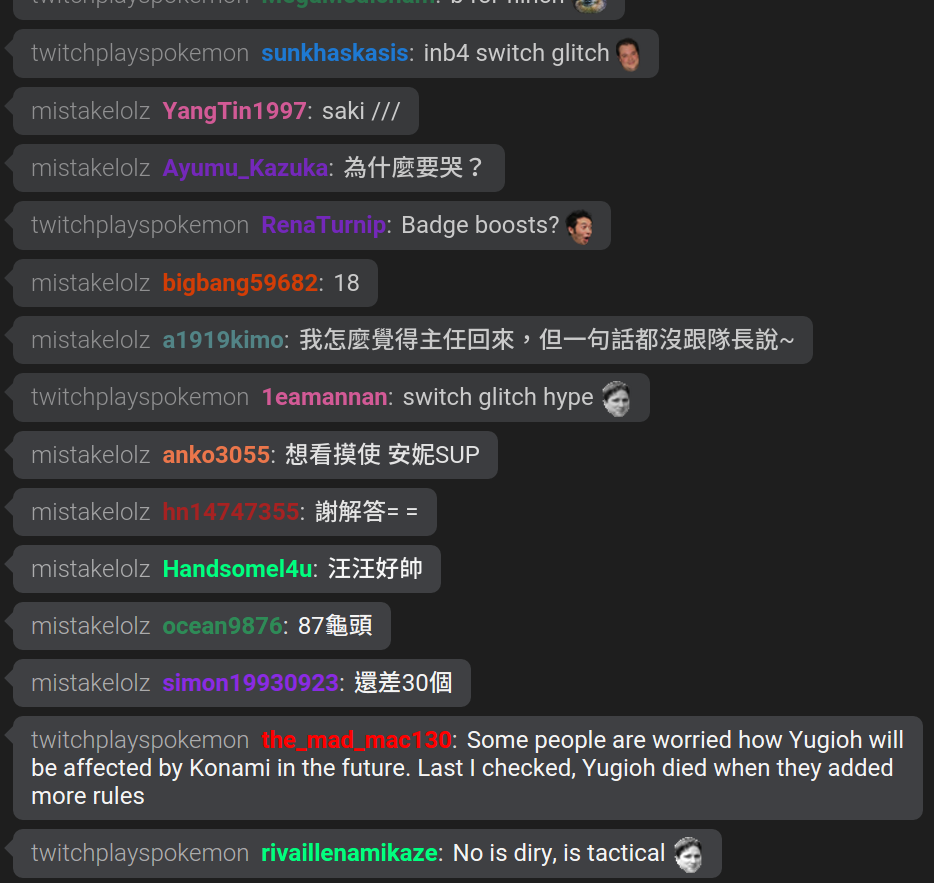 twitchplayspokemon sunkhaskasis: inb4 switch glitch
mistakelolz YangTin1997: saki ///
mistakelolz Ayumu_Kazuka: 為什麼要哭？
twitchplayspokemon RenaTurnip: Badge boosts?
mistakelolz bigbang59682: 18
mistakelolz a1919kimo: 我怎麼覺得主任回來，但一句話都沒跟隊長說~
twitchplayspokemon 1eamannan: switch glitch hype
mistakelolz anko3055: 想看摸使 安妮SUP
mistakelolz hn14747355: 謝解答= =
mistakelolz Handsomel4u: 汪汪好帥
mistakelolz ocean9876: 87龜頭
mistakelolz simon19930923: 還差30個
twitchplayspokemon the_mad_mac130: Some people are worried how Yugioh will
be affected by Konami in the future. Last I checked, Yugioh died when they added
more rules
twitchplayspokemon rivaillenamikaze: No is diry, is tactical